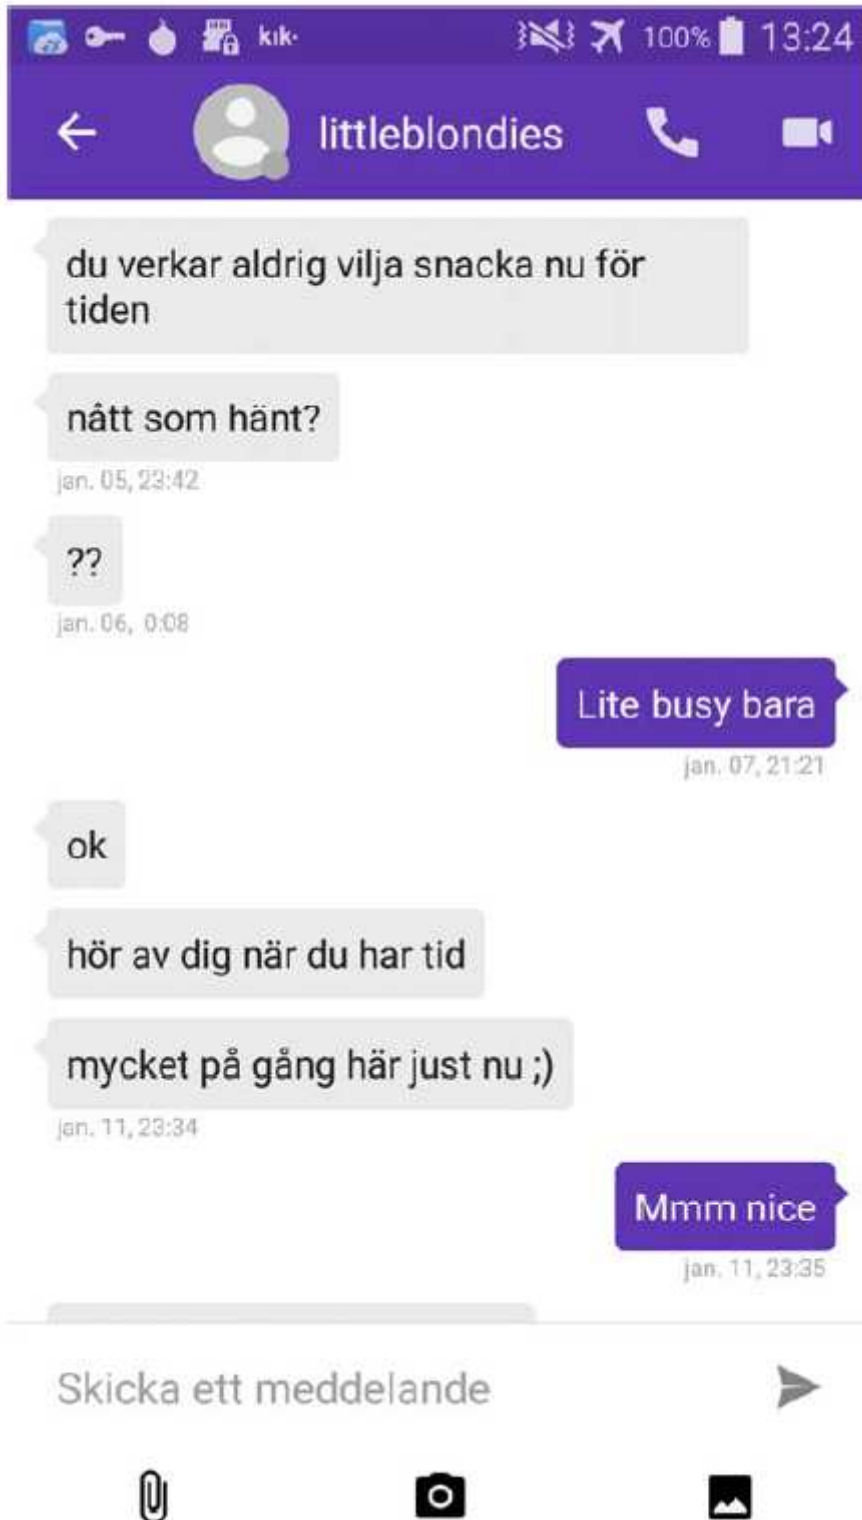 kik·
100%
13:24
littleblondies
du verkar aldrig vilja snacka nu för
tiden
nått som hänt?
jan. 05, 23:42
??
jan. 06, 0:08
Lite busy bara
jan. 07, 21:21
ok
hör av dig när du har tid
mycket på gång här just nu ;)
jan. 11, 23:34
Mmm nice
jan. 11, 23:35
Skicka ett meddelande